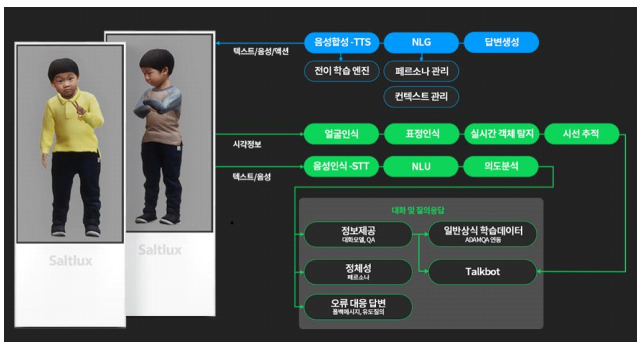 텍스트/음성/액션
음성합성 -TTS
NLG
답변생성
전이 학습 엔진
페르소나 관리
컨텍스트 관리
시각정보
얼굴인식
표정인식
실시간 객체 탐지
시선 추적
텍스트/음성
음성인식 -STT
NLU
의도분석
대화 및 질의응답
정보제공
대화모델, QA
일반상식 학습데이터
ADAMQA 연동
정체성
페르소나
Talkbot
오류 대응 답변
폴백메시지, 유도질의
Saltlux
Saltlux